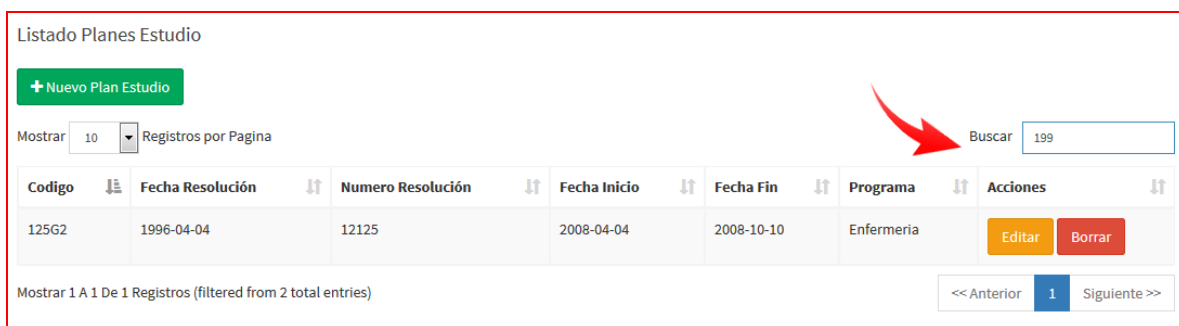 Listado Planes Estudio
+Nuevo Plan Estudio
Mostrar 10 Registros por Pagina Buscar 199
Codigo Fecha Resolución Numero Resolución Fecha Inicio Fecha Fin Programa Acciones
125G2 1996-04-04 12125 2008-04-04 2008-10-10 Enfermeria Editar Borrar
Mostrar 1 A 1 De 1 Registros (filtered from 2 total entries) << Anterior 1 Siguiente >>